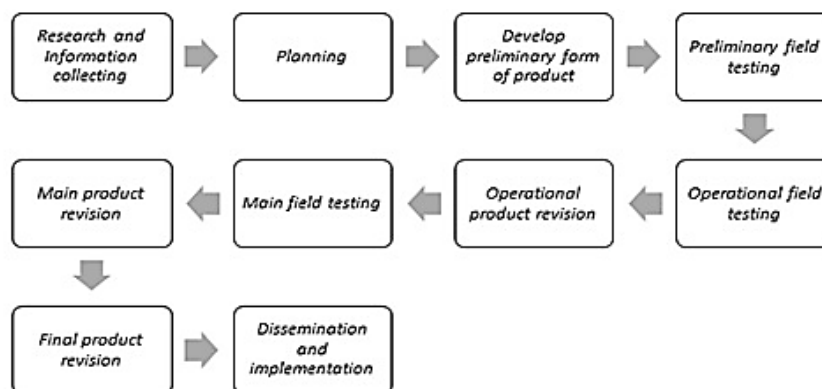 Research and
Information
collecting
Planning
Develop
preliminary form
of product
Preliminary field
testing
Operational field
testing
Operational
product revision
Main field testing
Main product
revision
Final product
revision
Dissemination
and
implementation